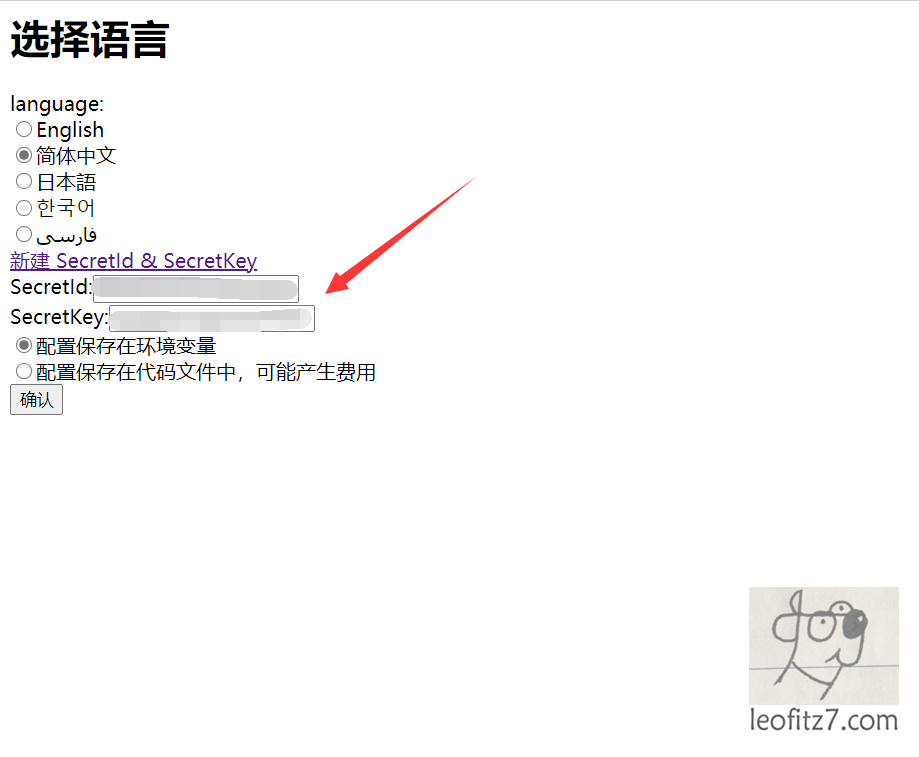 选择语言
language:
English
简体中文
日本語
한국어
فارسی
新建 SecretId & SecretKey
SecretId:
SecretKey:
配置保存在环境变量
配置保存在代码文件中，可能产生费用
确认
leofitz7.com